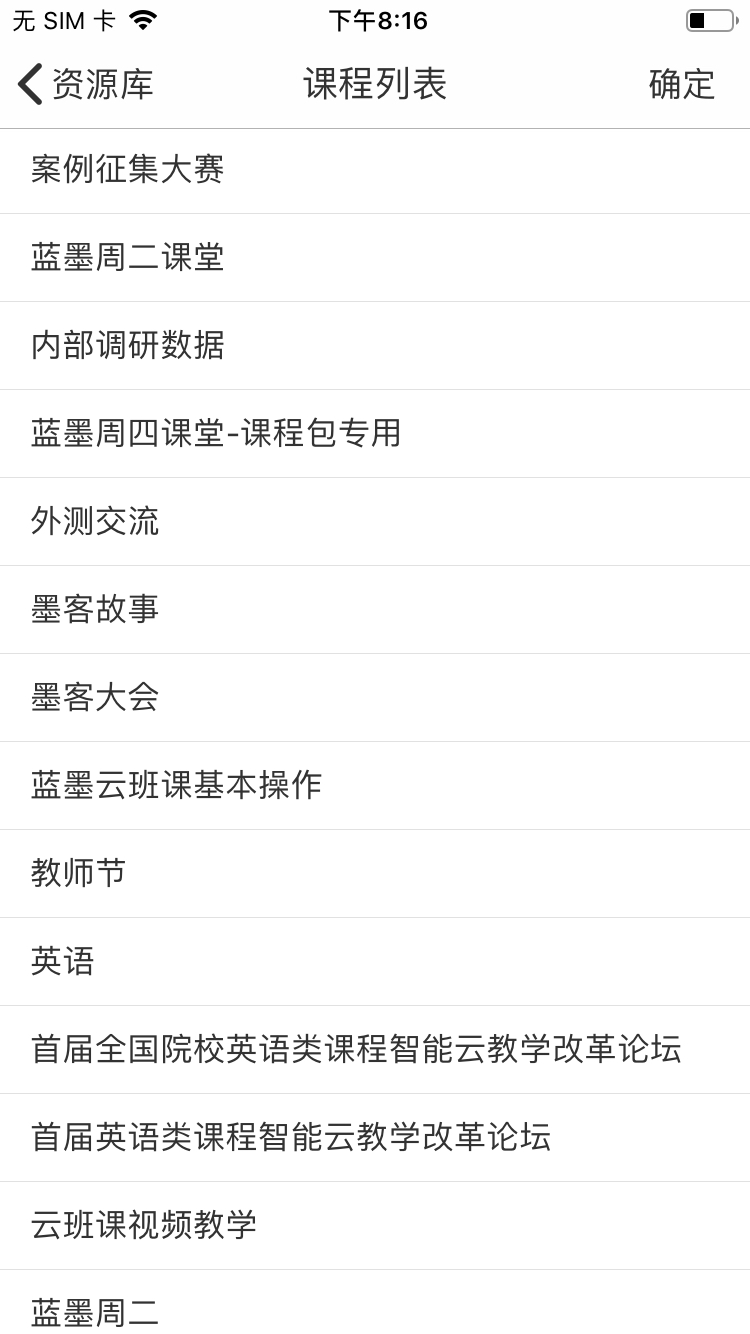 无 SIM 卡 下午8:16
资源库 课程列表 确定
案例征集大赛
蓝墨周二课堂
内部调研数据
蓝墨周四课堂-课程包专用
外测交流
墨客故事
墨客大会
蓝墨云班课基本操作
教师节
英语
首届全国院校英语类课程智能云教学改革论坛
首届英语类课程智能云教学改革论坛
云班课视频教学
蓝墨周二